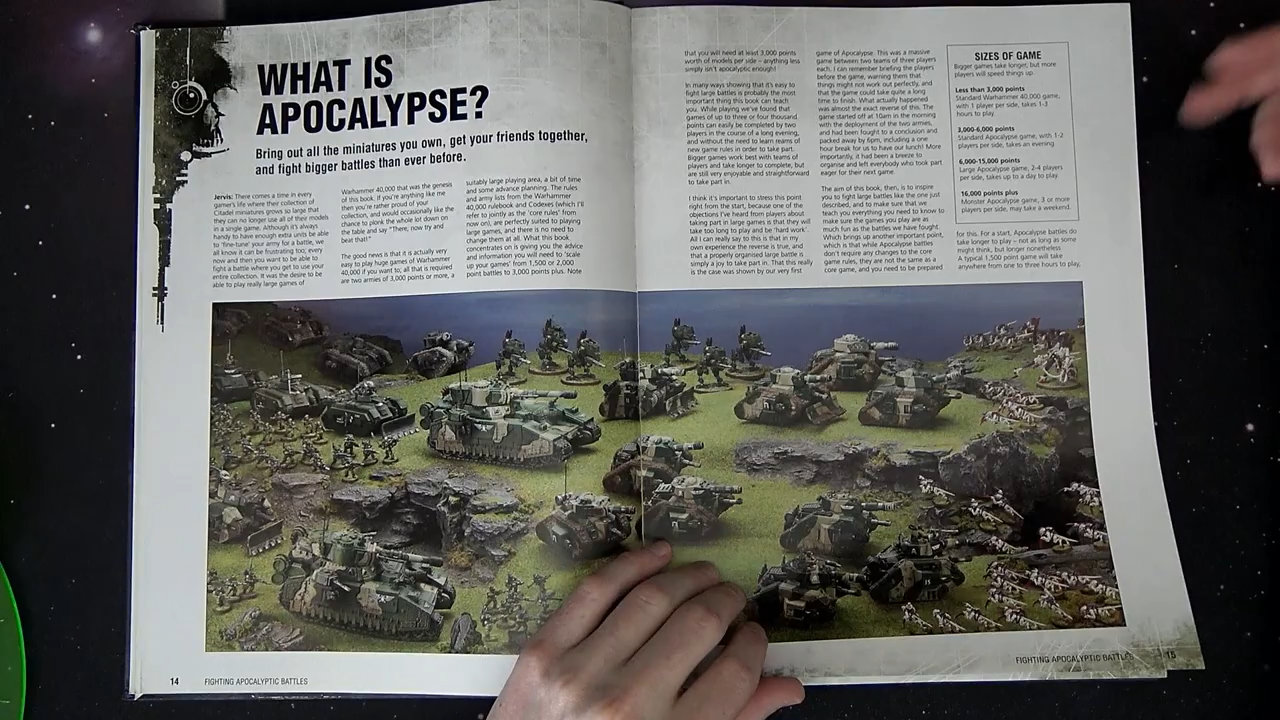 WHAT IS
APOCALYPSE?
Bring out all the miniatures you own, get your friends together,
and fight bigger battles than ever before.
Jervis: There comes a time in every
gamer's life where their collection of
Citadel miniatures grows so large that
they can no longer use all of their models
in a single game. Although it's always
handy to have enough extra units be able
to 'fine-tune' your army for a battle, we
all know it can be frustrating too; every
now and then you want to be able to
fight a battle where you get to use your
entire collection. It was the desire to be
able to play really large games of
Warhammer 40,000 that was the genesis
of this book. If you're anything like me
then you're rather proud of your
collection, and would occasionally like the
chance to plonk the whole lot down on
the table and say "There; now try and
beat that!"
The good news is that it is actually very
easy to play huge games of Warhammer
40,000 if you want to; all that is required
are two armies of 3,000 points or more, a
suitably large playing area, a bit of time
and some advance planning. The rules
and army lists from the Warhammer
40,000 rulebook and Codexes (which I'll
refer to jointly as the 'core rules' from
now on), are perfectly suited to playing
large games, and there is no need to
change them at all. What this book
concentrates on is giving you the advice
and information you will need to 'scale
up your games' from 1,500 or 2,000
point battles to 3,000 points plus. Note
that you will need at least 3,000 points
worth of models per side – anything less
simply isn't apocalyptic enough!
In many ways showing that it's easy to
fight large battles is probably the most
important thing this book can teach
you. While playing we've found that
games of up to three or four thousand
points can easily be completed by two
players in the course of a long evening,
and without the need to learn reams of
new game rules in order to take part.
Bigger games work best with teams of
players and take longer to complete, but
are still very enjoyable and straightforward
to take part in.
I think it's important to stress this point
right from the start, because one of the
objections I've heard from players about
taking part in large games is that they will
take too long to play and be 'hard work'.
All I can really say to this is that in my
own experience the reverse is true, and
that a properly organised large battle is
simply a joy to take part in. That this really
is the case was shown by our very first
game of Apocalypse. This was a massive
game between two teams of three players
each. I can remember briefing the players
before the game, warning them that
things might not work out perfectly, and
that the game could take quite a long
time to finish. What actually happened
was almost the exact reverse of this. The
game started off at 10am in the morning
with the deployment of the two armies,
and had been fought to a conclusion and
packed away by 6pm, including a one
hour break for us to have our lunch! More
importantly, it had been a breeze to
organise and left everybody who took part
eager for their next game.
The aim of this book, then, is to inspire
you to fight large battles like the one just
described, and to make sure that we
teach you everything you need to know to
make sure the games you play are as
much fun as the battles we have fought.
Which brings up another important point,
which is that while Apocalypse battles
don't require any changes to the core
game rules, they are not the same as a
core game, and you need to be prepared
SIZES OF GAME
Bigger games take longer, but more
players will speed things up.
Less than 3,000 points
Standard Warhammer 40,000 game,
with 1 player per side, takes 1-3
hours.
3,000-6,000 points
Standard Apocalypse game, with 1-2
players per side, takes an evening
6,000-15,000 points
Large Apocalypse game, 2-4 players
per side, takes up to a day to play.
16,000 points plus
Monster Apocalypse game, 3 or more
players per side, may take a weekend.
for this. For a start, Apocalypse battles do
take longer to play – not as long as some
might think, but longer nonetheless.
A typical 1,500 point game will take
anywhere from one to three hours to play,
14 FIGHTING APOCALYPTIC BATTLES
FIGHTING APOCALYPTIC BATTLES 15